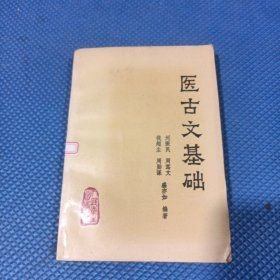 医古文基础
刘振民 周笃文
钱超尘 周贻谋
盛亦如 编著